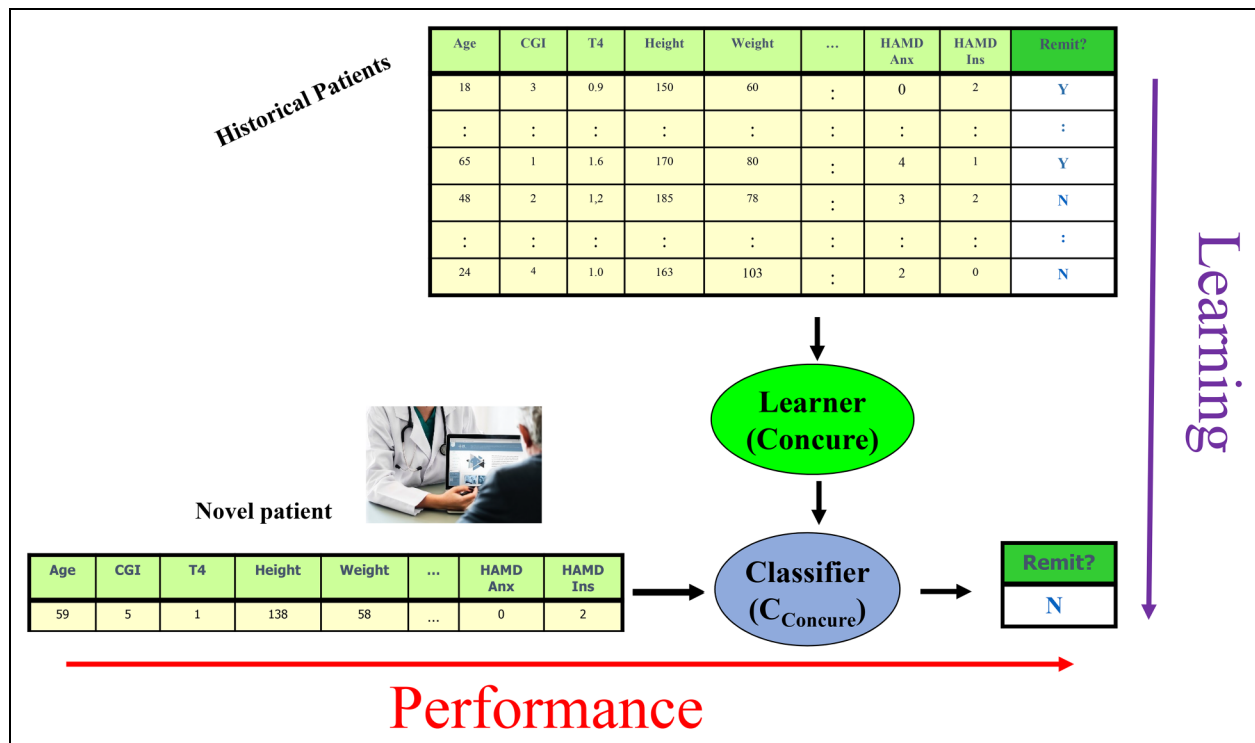 Historical Patients
Age CGI T4 Height Weight ... HAMD Anx HAMD Ins Remit?
18 3 0.9 150 60 : 0 2 Y
: : : : : : : : :
65 1 1.6 170 80 : 4 1 Y
48 2 1,2 185 78 : 3 2 N
: : : : : : : : :
24 4 1.0 163 103 : 2 0 N
Learning
Learner
(Concure)
Novel patient
Age CGI T4 Height Weight ... HAMD Anx HAMD Ins
59 5 1 138 58 ... 0 2
Classifier
(C_Concure)
Remit?
N
Performance